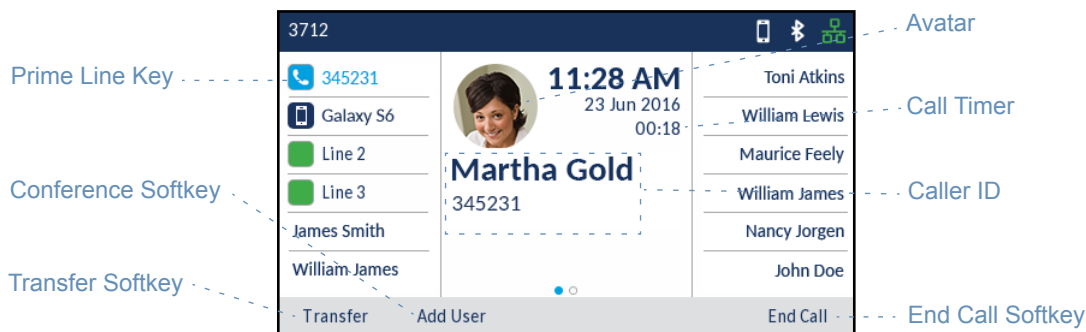 3712
Avatar
Prime Line Key
345231
11:28 AM
Toni Atkins
23 Jun 2016
Galaxy S6
00:18
William Lewis
Call Timer
Line 2
Maurice Feely
Martha Gold
Conference Softkey
Line 3
345231
William James
Caller ID
James Smith
Nancy Jorgen
William James
John Doe
Transfer Softkey
Transfer
Add User
End Call
End Call Softkey